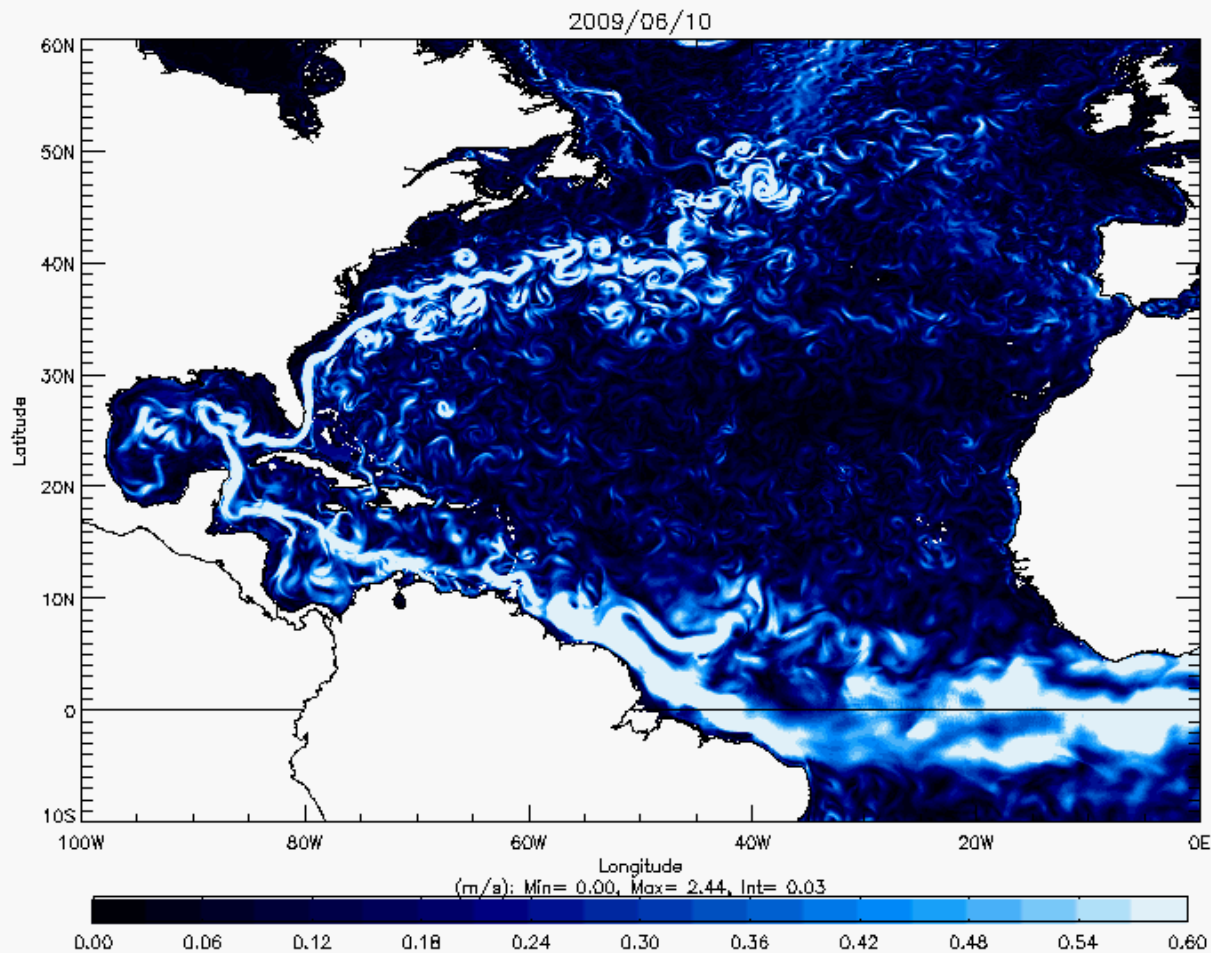 2009/06/10
60N
50N
40N
30N
20N
10N
0
10S
Latitude
100W 80W 60W 40W 20W 0E
Longitude
(m/s): Min= 0.00, Max= 2.44, Int= 0.03
0.00 0.06 0.12 0.18 0.24 0.30 0.36 0.42 0.48 0.54 0.60